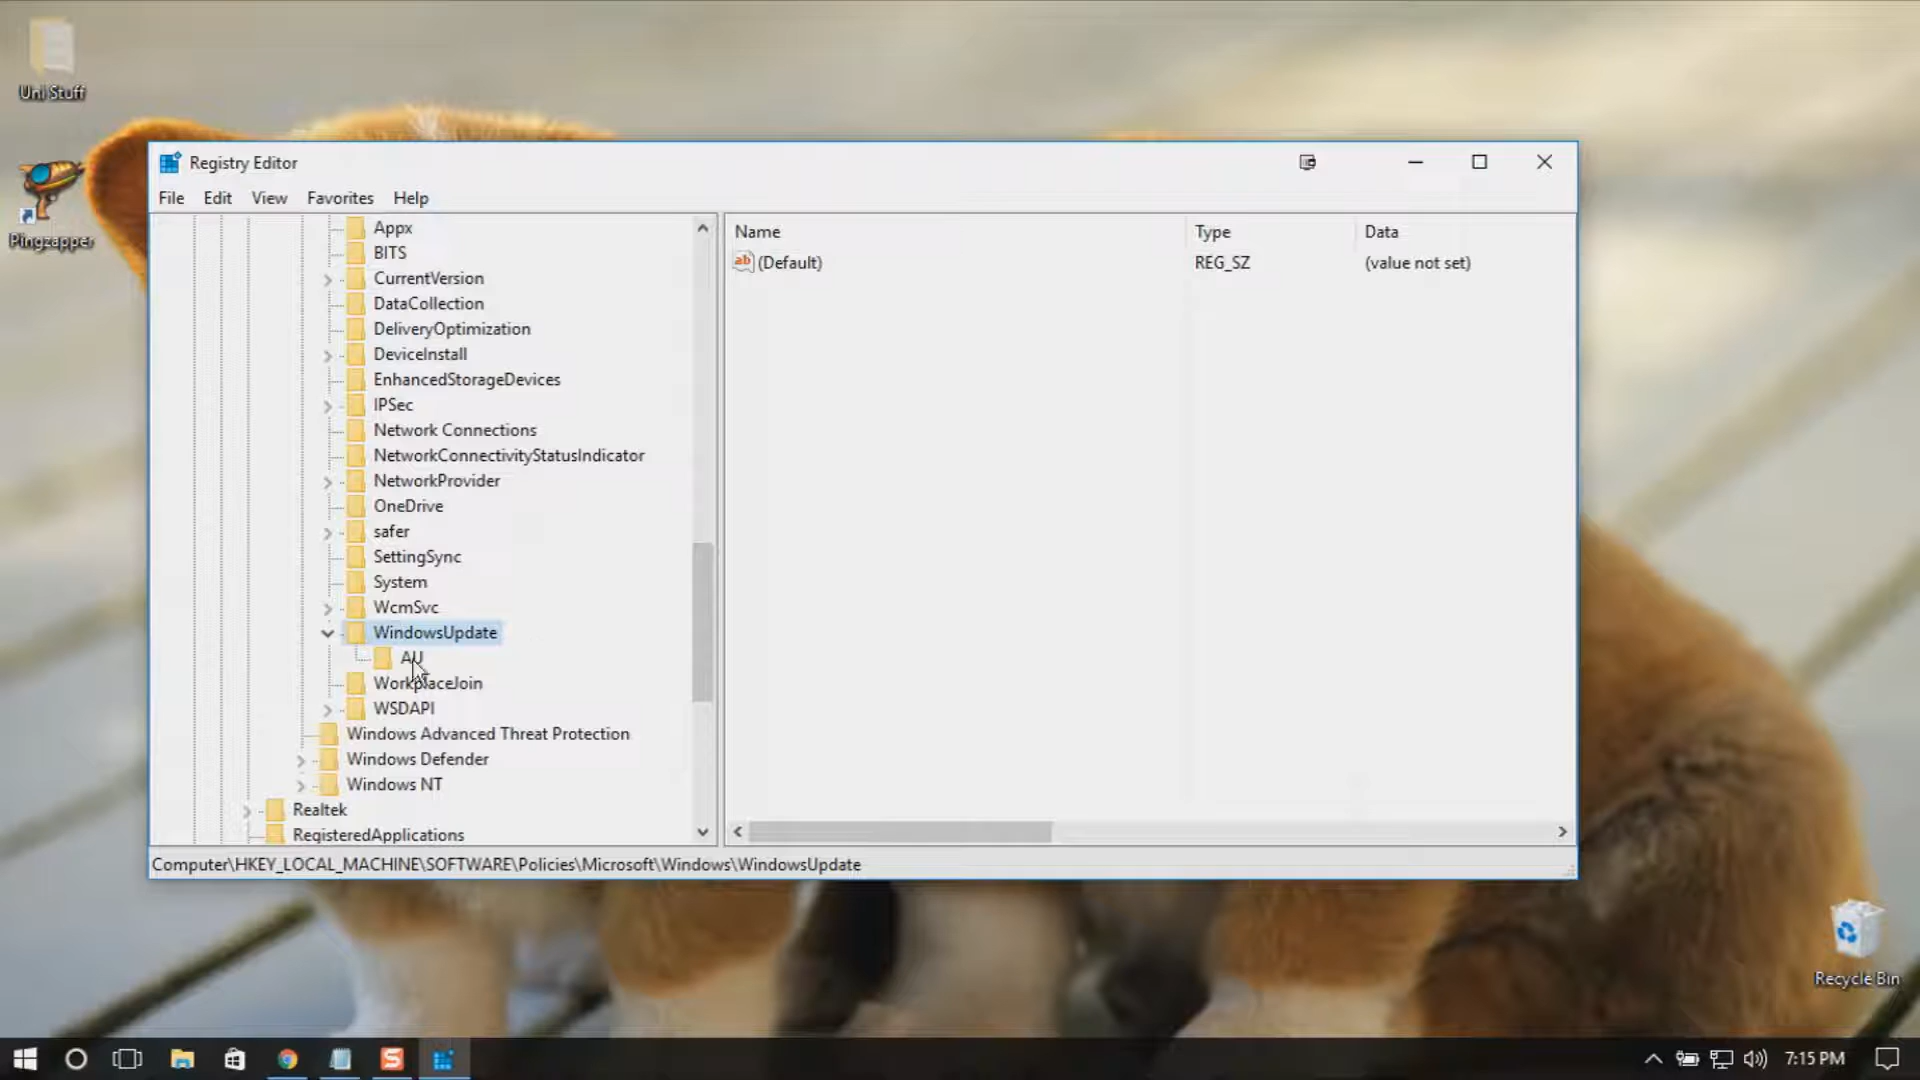 Uni Stuff
Pingzapper
Registry Editor
File Edit View Favorites Help
Appx
BITS
CurrentVersion
DataCollection
DeliveryOptimization
DeviceInstall
EnhancedStorageDevices
IPSec
Network Connections
NetworkConnectivityStatusIndicator
NetworkProvider
OneDrive
safer
SettingSync
System
WcmSvc
WindowsUpdate
AU
WorkplaceJoin
WSDAPI
Windows Advanced Threat Protection
Windows Defender
Windows NT
Realtek
RegisteredApplications
Name Type Data
ab (Default) REG_SZ (value not set)
Computer\HKEY_LOCAL_MACHINE\SOFTWARE\Policies\Microsoft\Windows\WindowsUpdate
Recycle Bin
S
7:15 PM